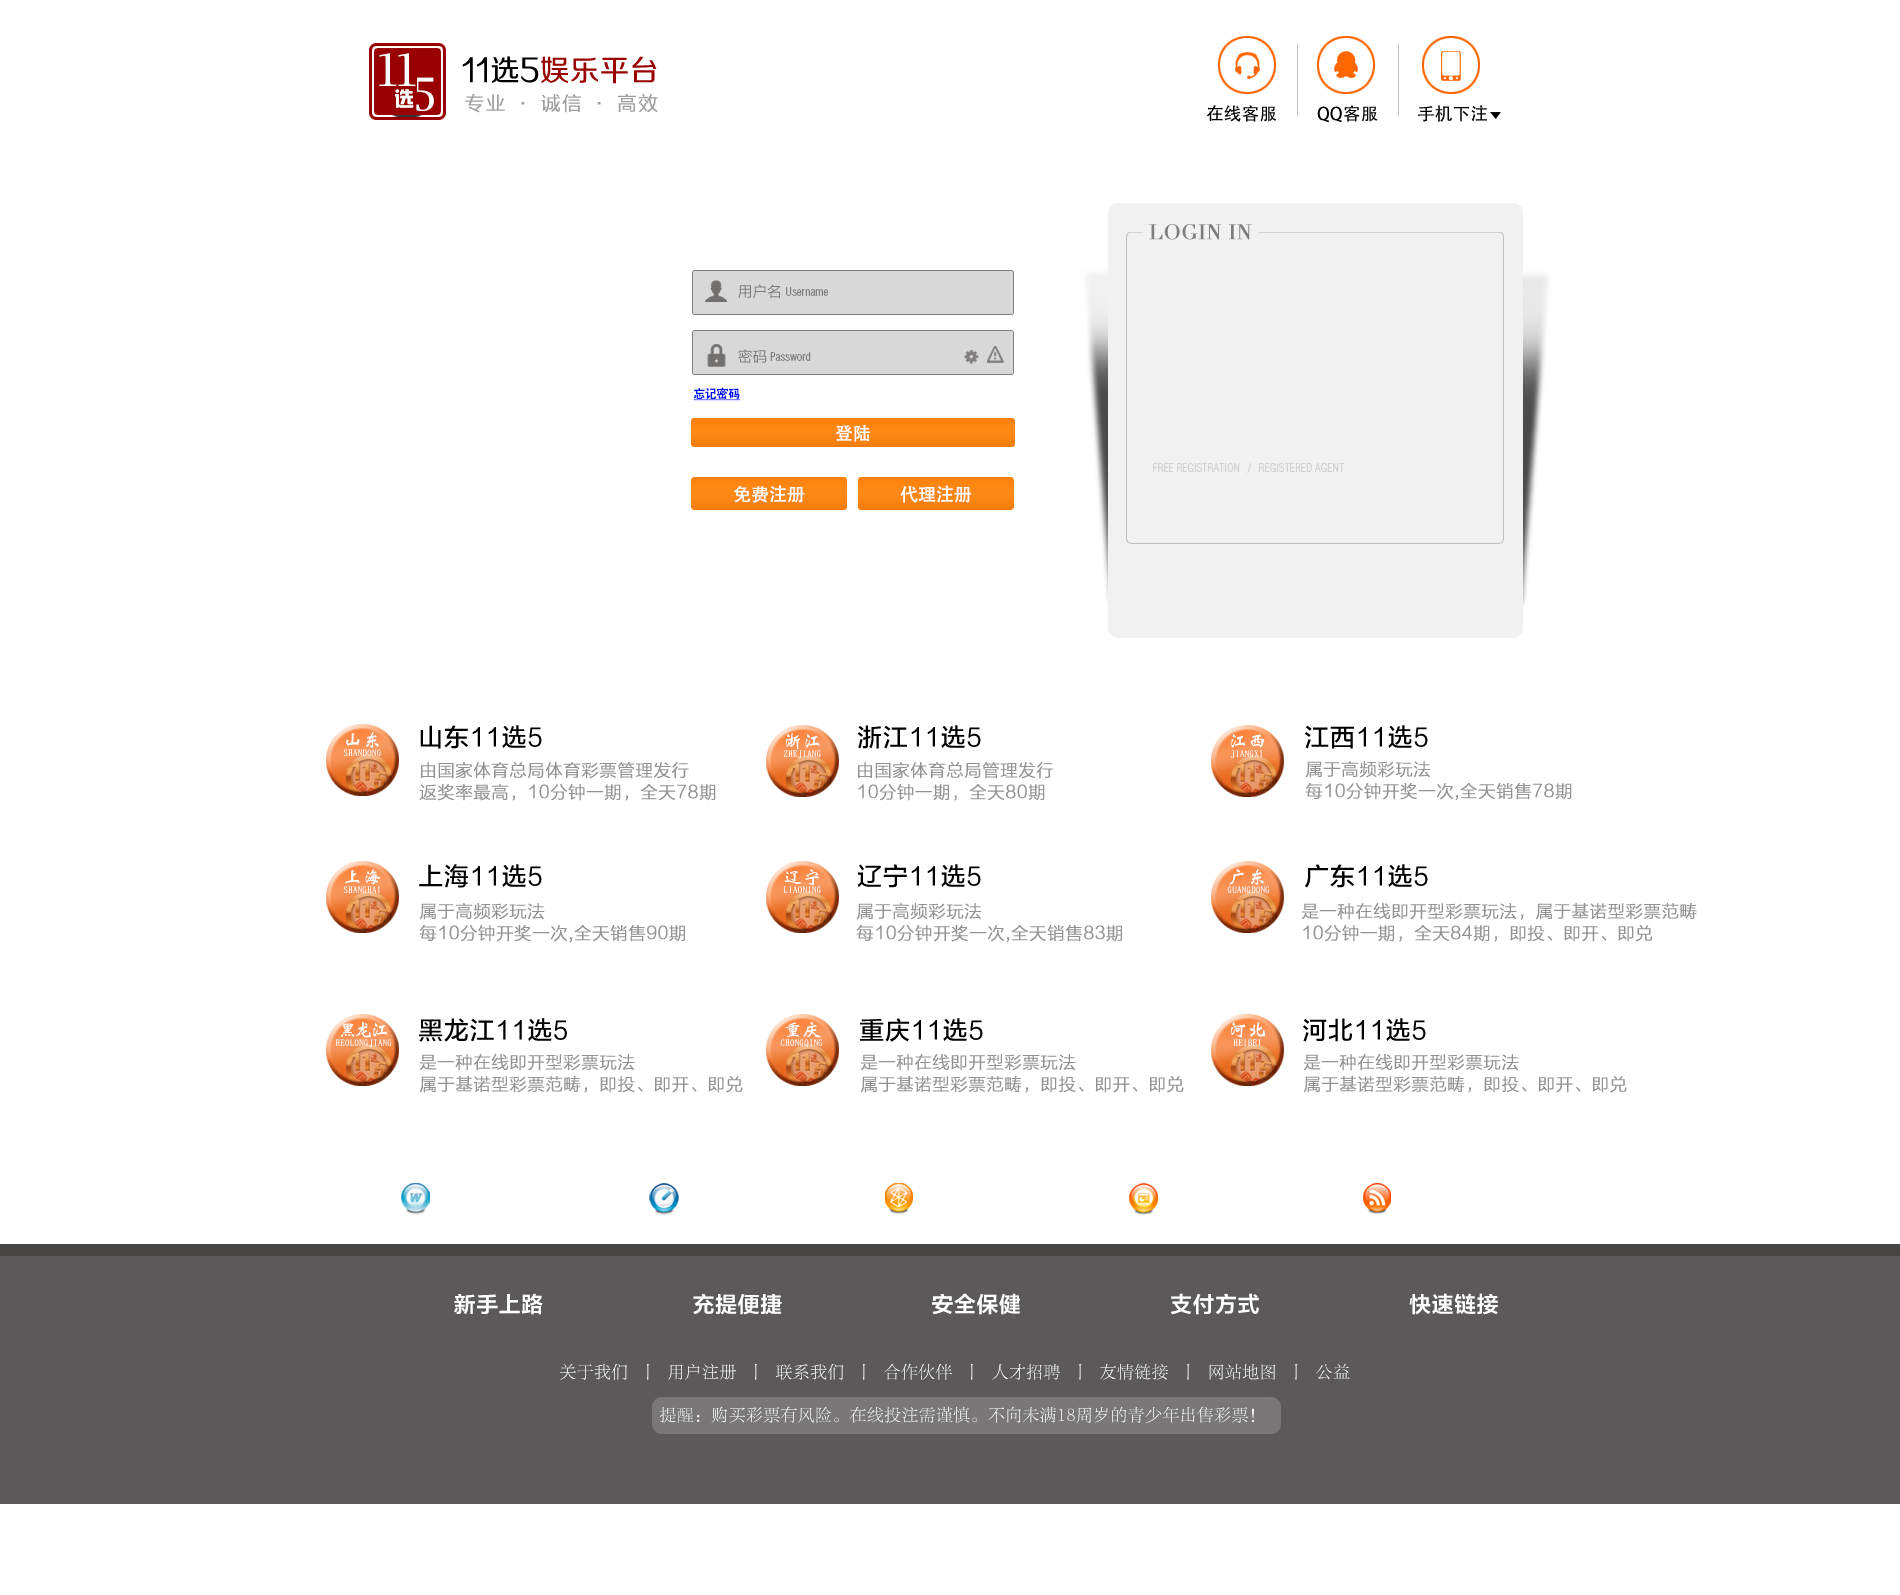 11选5
11选5娱乐平台
专业 · 诚信 · 高效
在线客服
QQ客服
手机下注
LOGIN IN
用户名 Username
密码 Password
忘记密码
登陆
免费注册
代理注册
FREE REGISTRATION / REGISTERED AGENT
山东
SHANDONG
山东11选5
由国家体育总局体育彩票管理发行
返奖率最高，10分钟一期，全天78期
浙江
ZHEJIANG
浙江11选5
由国家体育总局管理发行
10分钟一期，全天80期
江西
JIANGXI
江西11选5
属于高频彩玩法
每10分钟开奖一次,全天销售78期
上海
SHANGHAI
上海11选5
属于高频彩玩法
每10分钟开奖一次,全天销售90期
辽宁
LIAONING
辽宁11选5
属于高频彩玩法
每10分钟开奖一次,全天销售83期
广东
GUANGDONG
广东11选5
是一种在线即开型彩票玩法，属于基诺型彩票范畴
10分钟一期，全天84期，即投、即开、即兑
黑龙江
HEOLONGJIANG
黑龙江11选5
是一种在线即开型彩票玩法
属于基诺型彩票范畴，即投、即开、即兑
重庆
CHONGQING
重庆11选5
是一种在线即开型彩票玩法
属于基诺型彩票范畴，即投、即开、即兑
河北
HEIBEI
河北11选5
是一种在线即开型彩票玩法
属于基诺型彩票范畴，即投、即开、即兑
W
新手上路
充提便捷
安全保健
支付方式
快速链接
关于我们 | 用户注册 | 联系我们 | 合作伙伴 | 人才招聘 | 友情链接 | 网站地图 | 公益
提醒：购买彩票有风险。在线投注需谨慎。不向未满18周岁的青少年出售彩票！